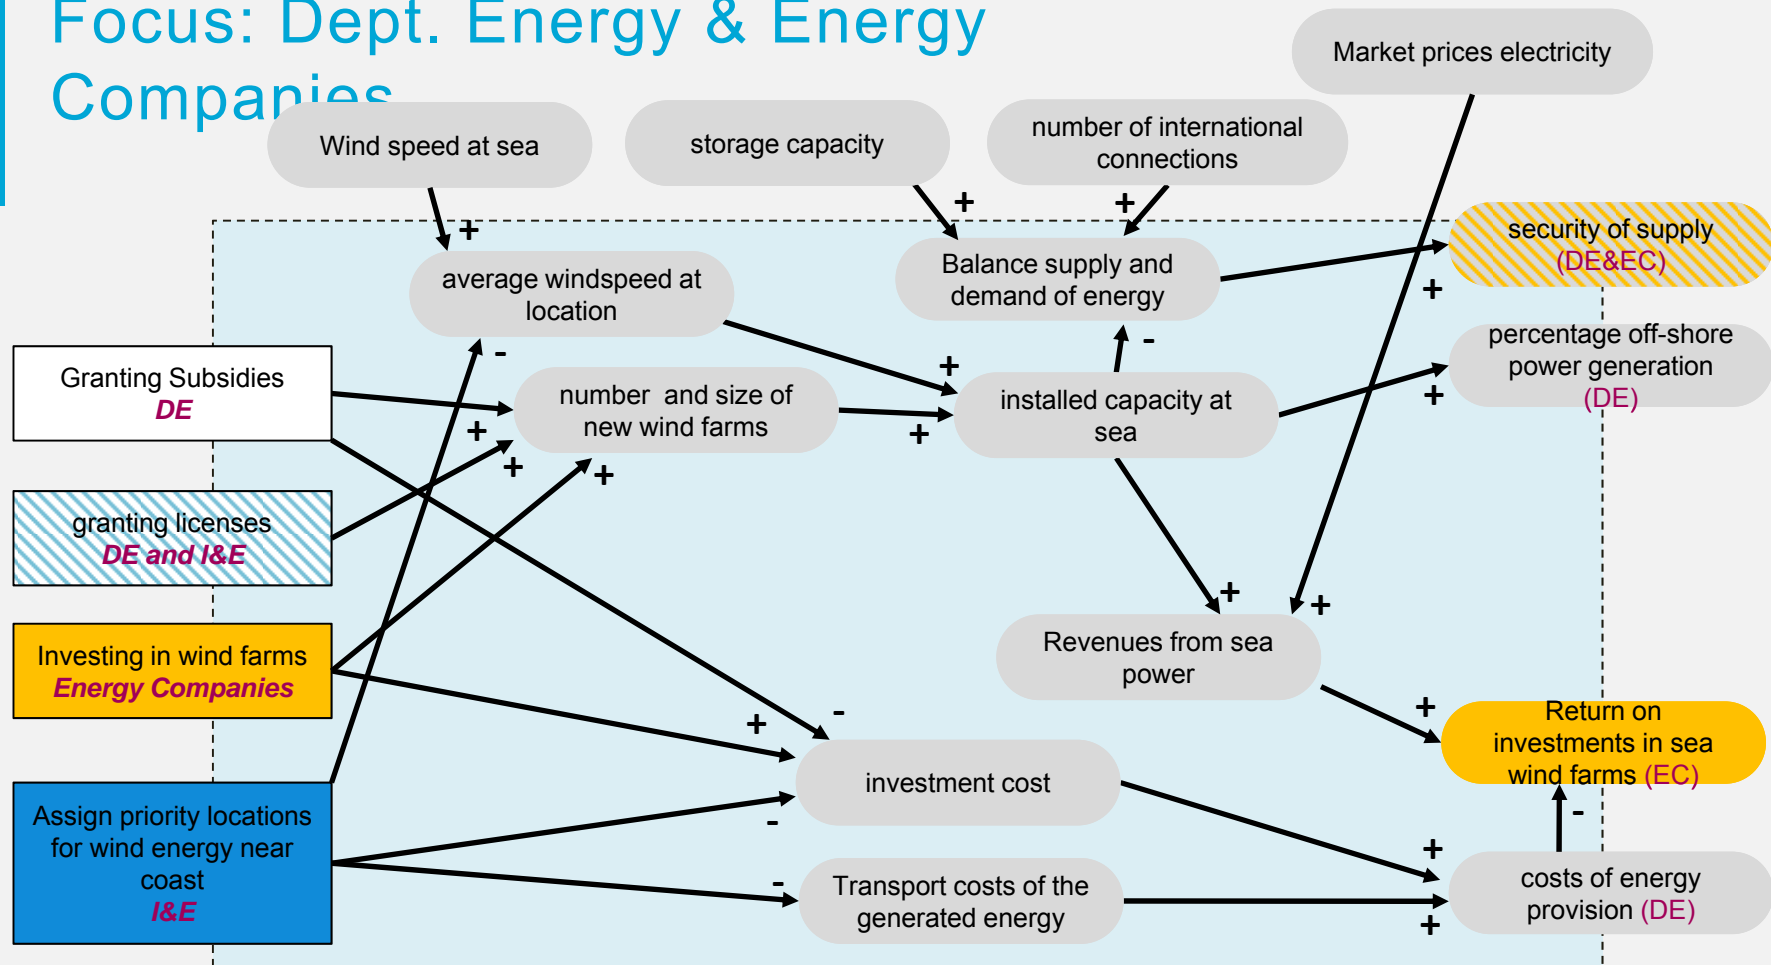 Focus: Dept. Energy & Energy
Companies
Market prices electricity
Wind speed at sea
storage capacity
number of international
connections
+
+
+
security of supply
(DE&EC)
average windspeed at
location
Balance supply and
demand of energy
+
-
-
percentage off-shore
power generation
(DE)
Granting Subsidies
DE
number and size of
new wind farms
+
installed capacity at
sea
+
+
+
+
+
granting licenses
DE and I&E
+
+
Investing in wind farms
Energy Companies
Revenues from sea
power
+
-
+
Return on
investments in sea
wind farms (EC)
investment cost
-
-
Assign priority locations
for wind energy near
coast
I&E
-
+
Transport costs of the
generated energy
+
costs of energy
provision (DE)